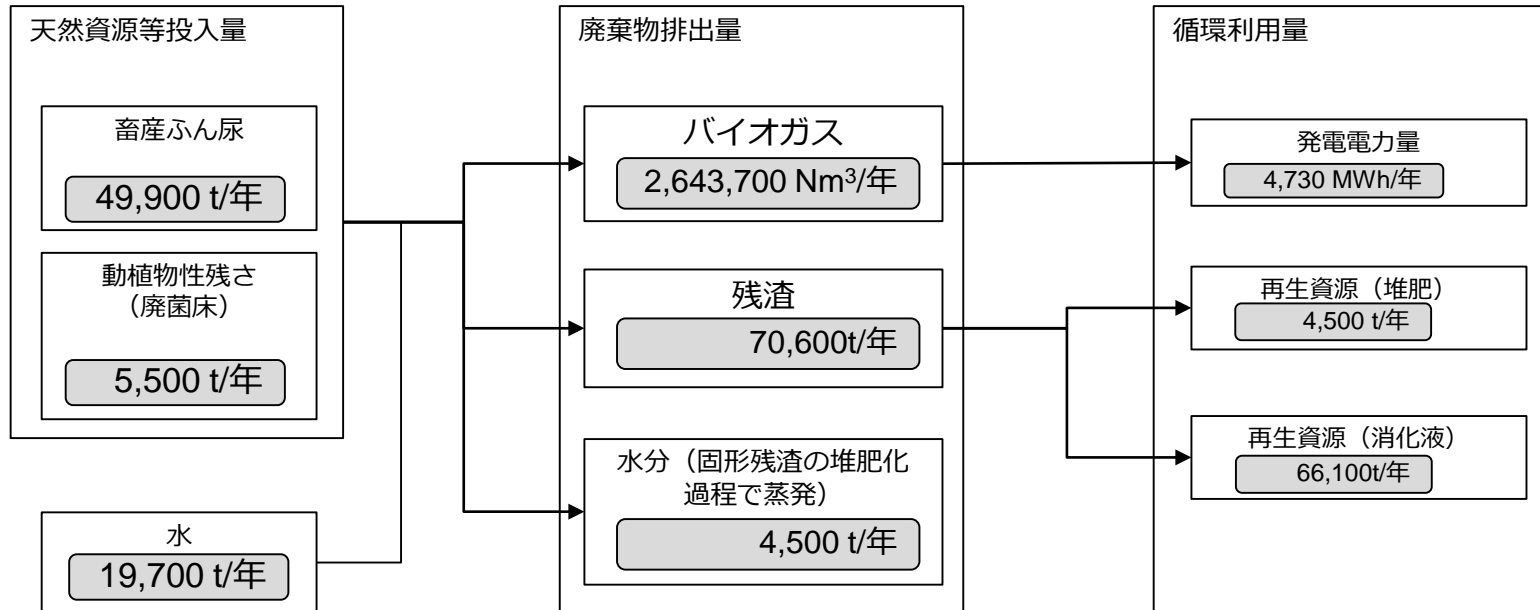 天然資源等投入量
畜産ふん尿
49,900 t/年
動植物性残さ
（廃菌床）
5,500 t/年
水
19,700 t/年
廃棄物排出量
バイオガス
2,643,700 Nm³/年
残渣
70,600t/年
水分（固形残渣の堆肥化
過程で蒸発）
4,500 t/年
循環利用量
発電電力量
4,730 MWh/年
再生資源（堆肥）
4,500 t/年
再生資源（消化液）
66,100t/年